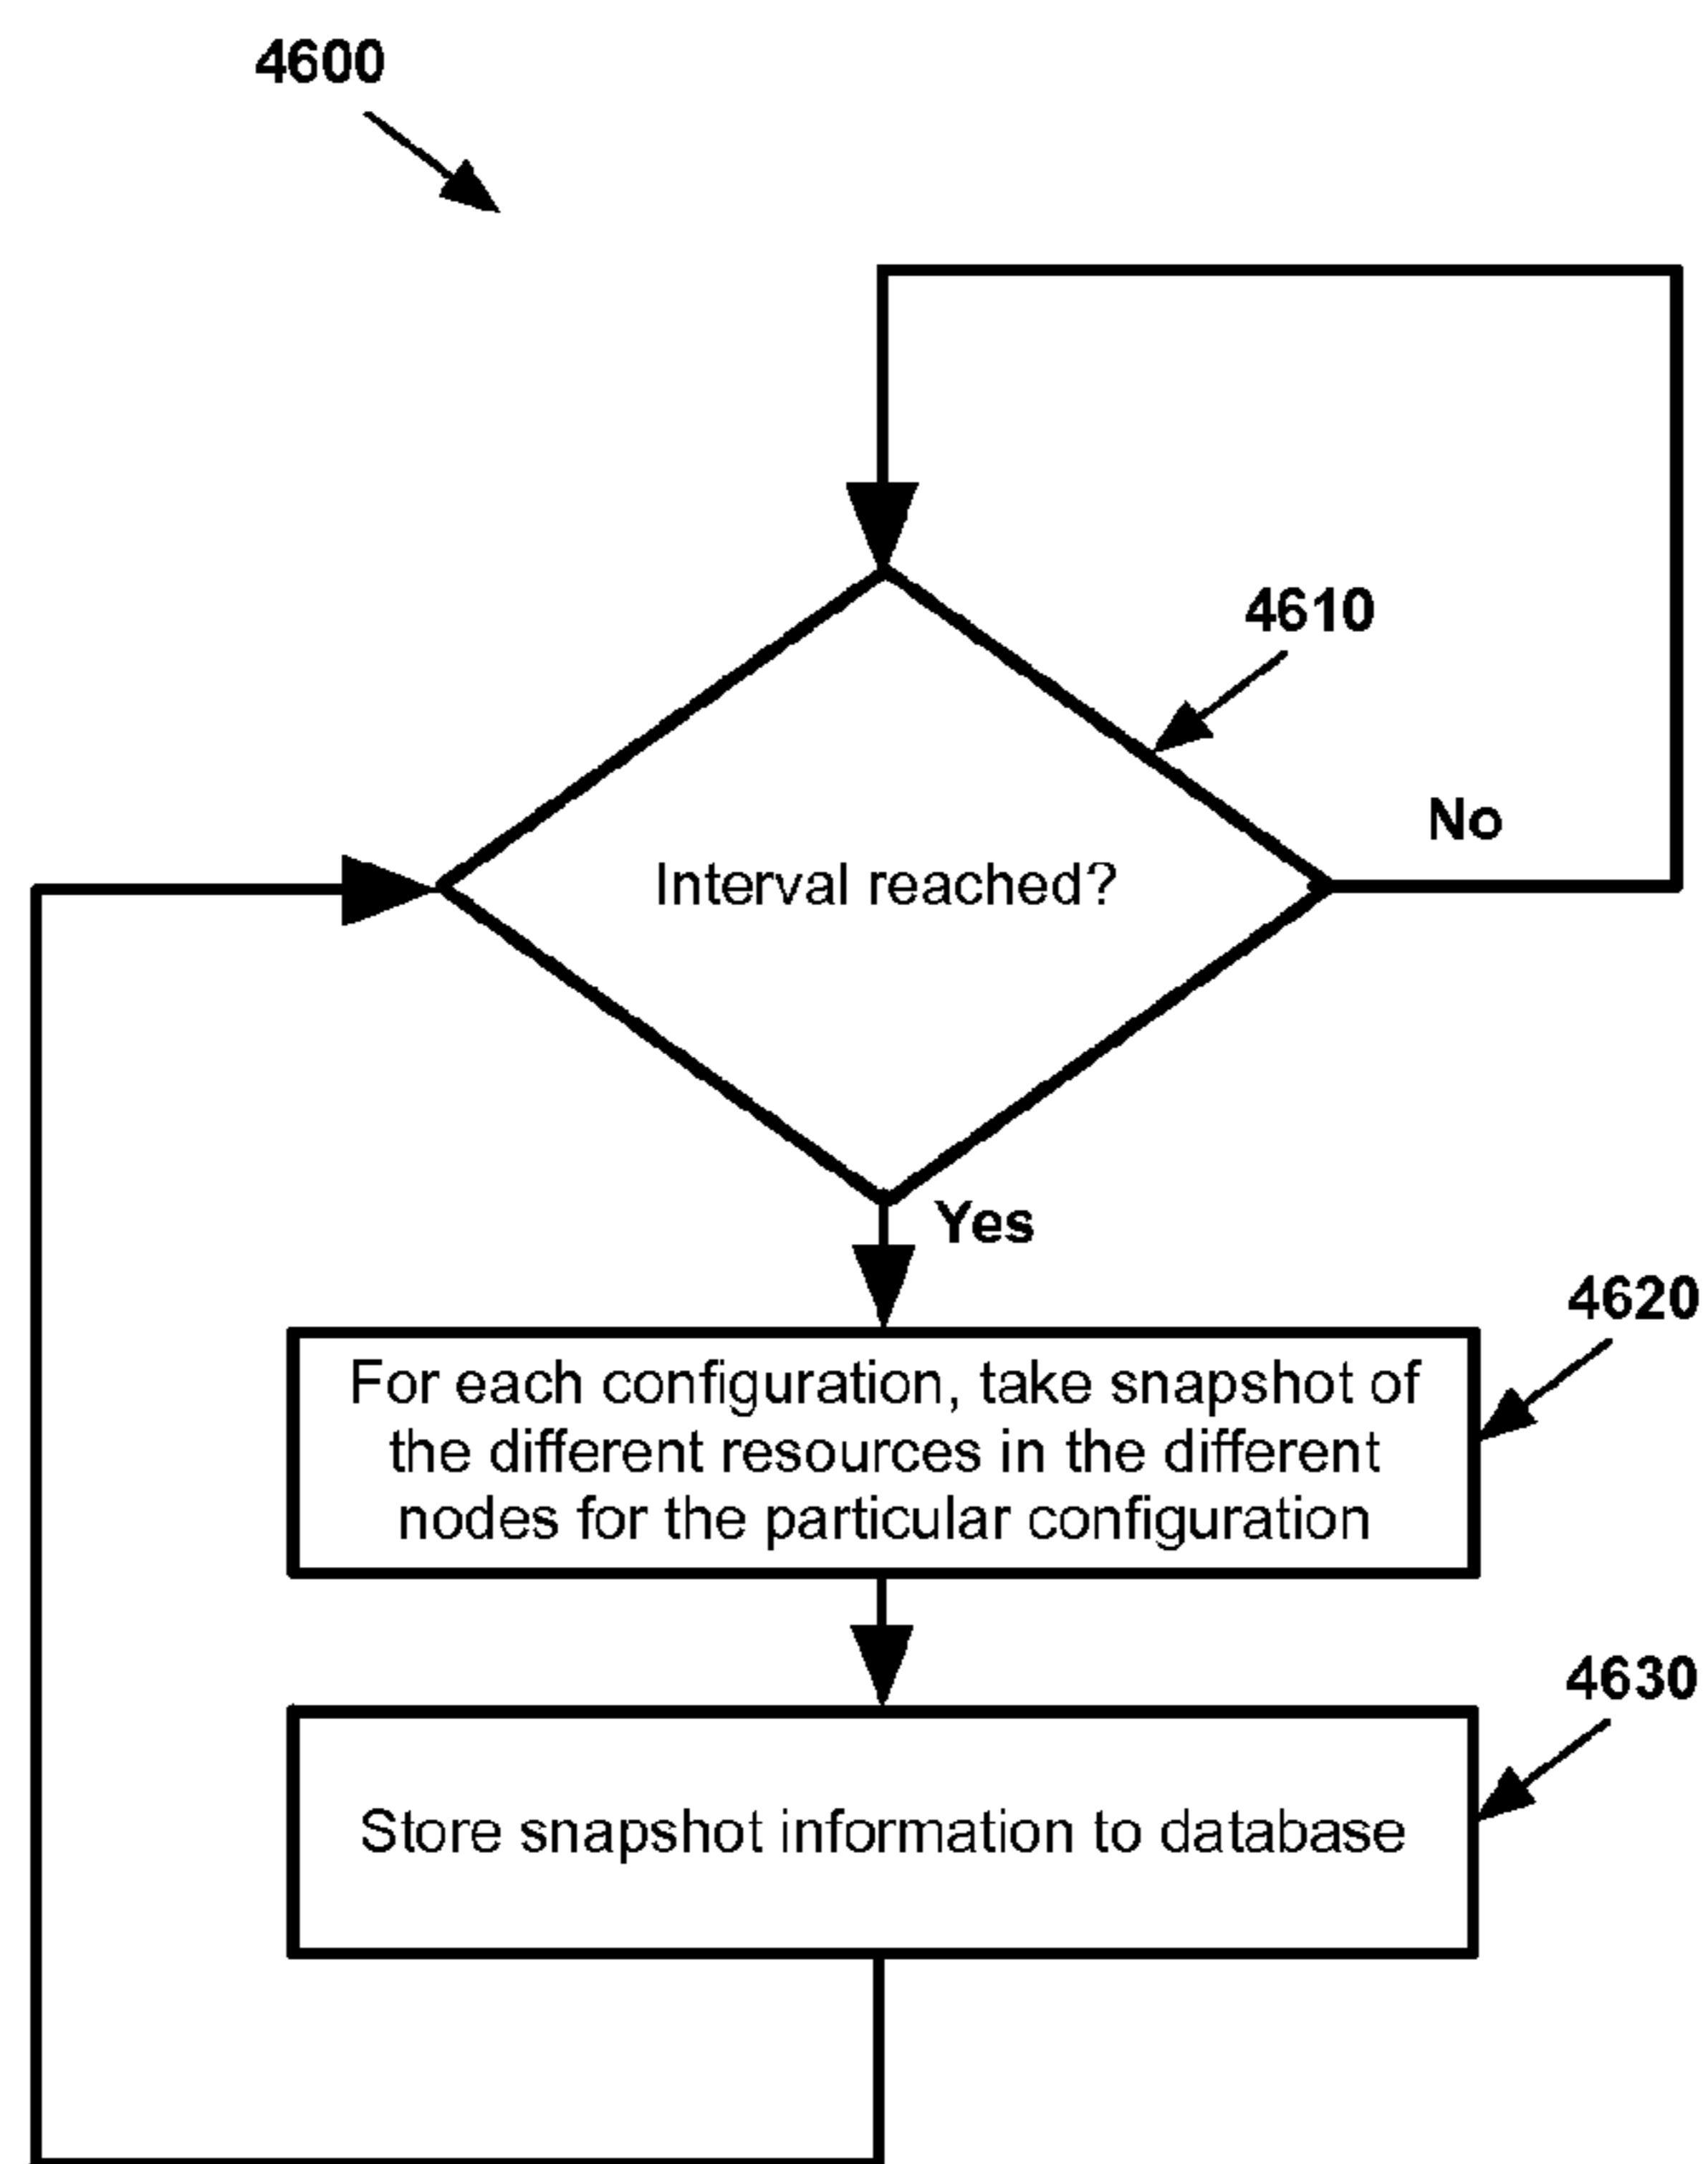 4600
4610
No
Interval reached?
Yes
4620
For each configuration, take snapshot of
the different resources in the different
nodes for the particular configuration
4630
Store snapshot information to database